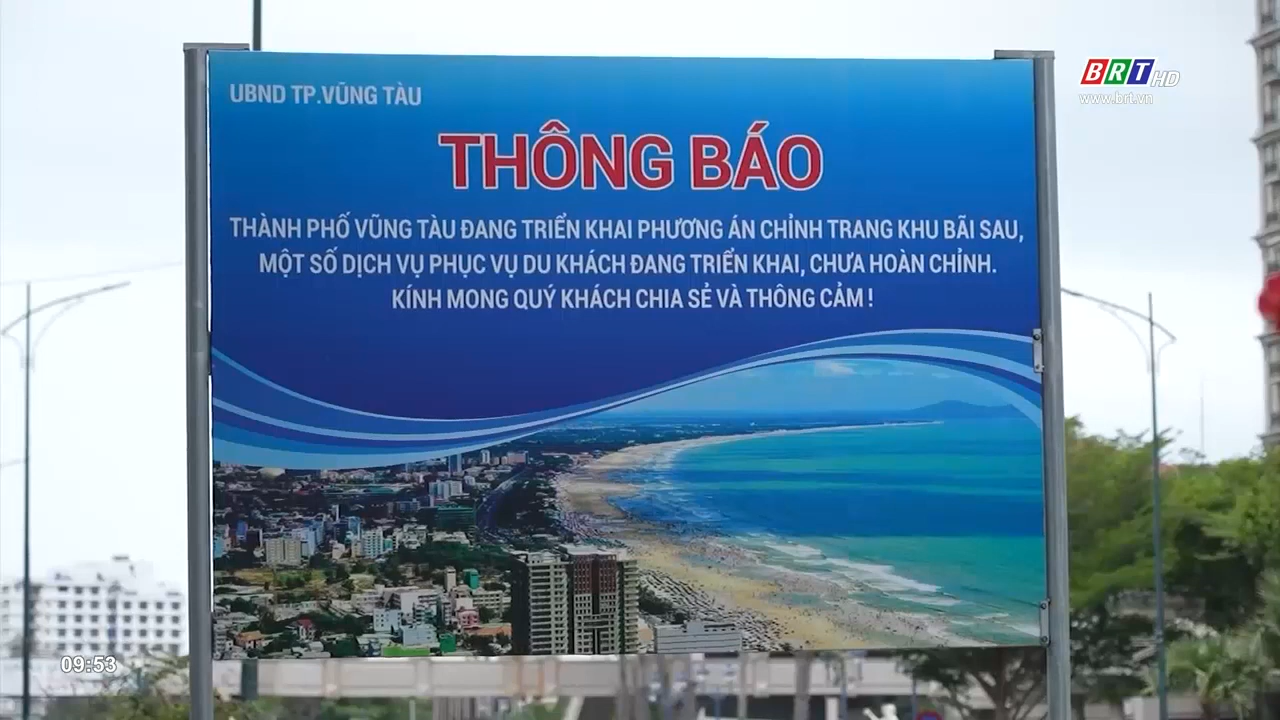 UBND TP.VŨNG TÀU
BRT HD
www.brt.vn
THÔNG BÁO
THÀNH PHỐ VŨNG TÀU ĐANG TRIỂN KHAI PHƯƠNG ÁN CHỈNH TRANG KHU BÃI SAU,
MỘT SỐ DỊCH VỤ PHỤC VỤ DU KHÁCH ĐANG TRIỂN KHAI, CHƯA HOÀN CHỈNH.
KÍNH MONG QUÝ KHÁCH CHIA SẺ VÀ THÔNG CẢM !
09:53